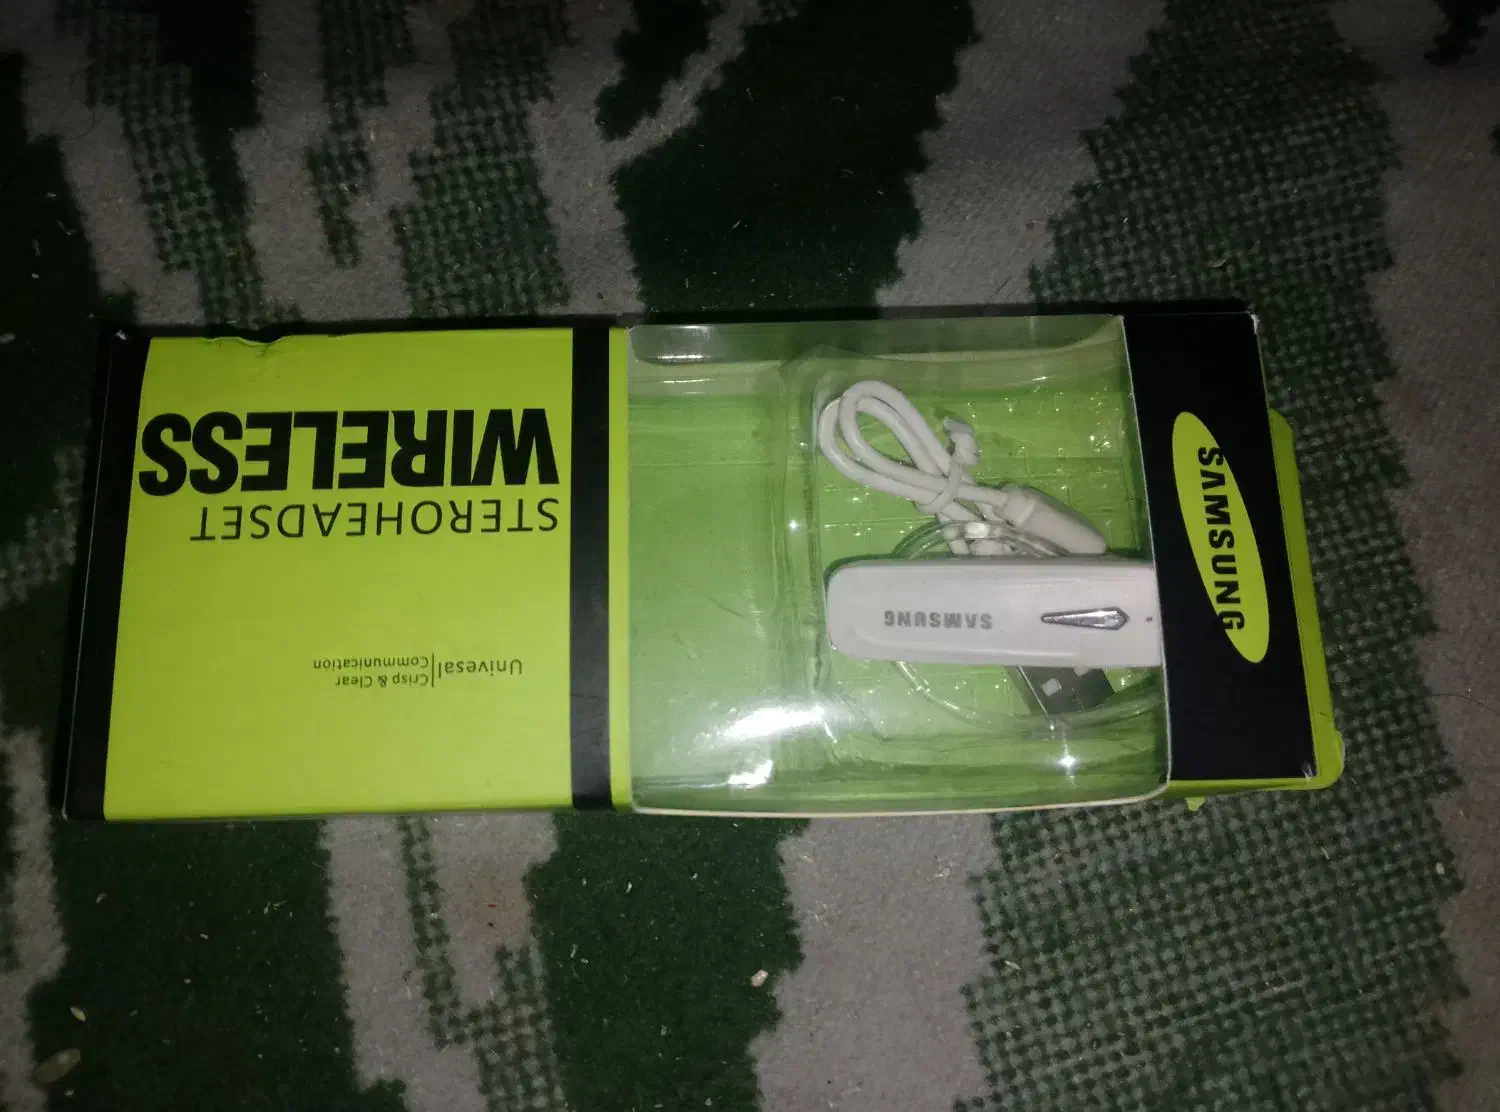 SAMSUNG
SAMSUNG
WIRELESS
STEROHEADSET
Univesal
Crisp & Clear
Communication